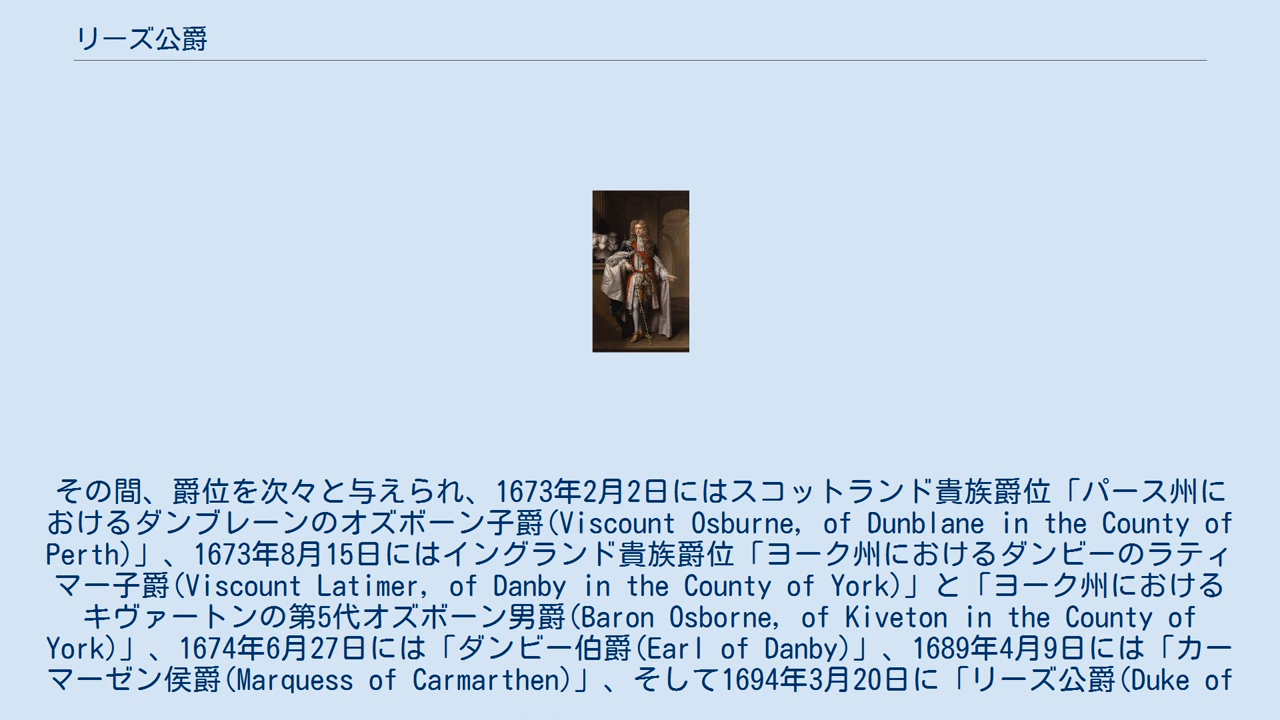 リーズ公爵
その間、爵位を次々と与えられ、1673年2月2日にはスコットランド貴族爵位「パース州に
おけるダンブレーンのオズボーン子爵(Viscount Osburne, of Dunblane in the County of
Perth)」、1673年8月15日にはイングランド貴族爵位「ヨーク州におけるダンビーのラティ
マー子爵(Viscount Latimer, of Danby in the County of York)」と「ヨーク州における
キヴァートンの第5代オズボーン男爵(Baron Osborne, of Kiveton in the County of
York)」、1674年6月27日には「ダンビー伯爵(Earl of Danby)」、1689年4月9日には「カー
マーゼン侯爵(Marquess of Carmarthen)」、そして1694年3月20日に「リーズ公爵(Duke of